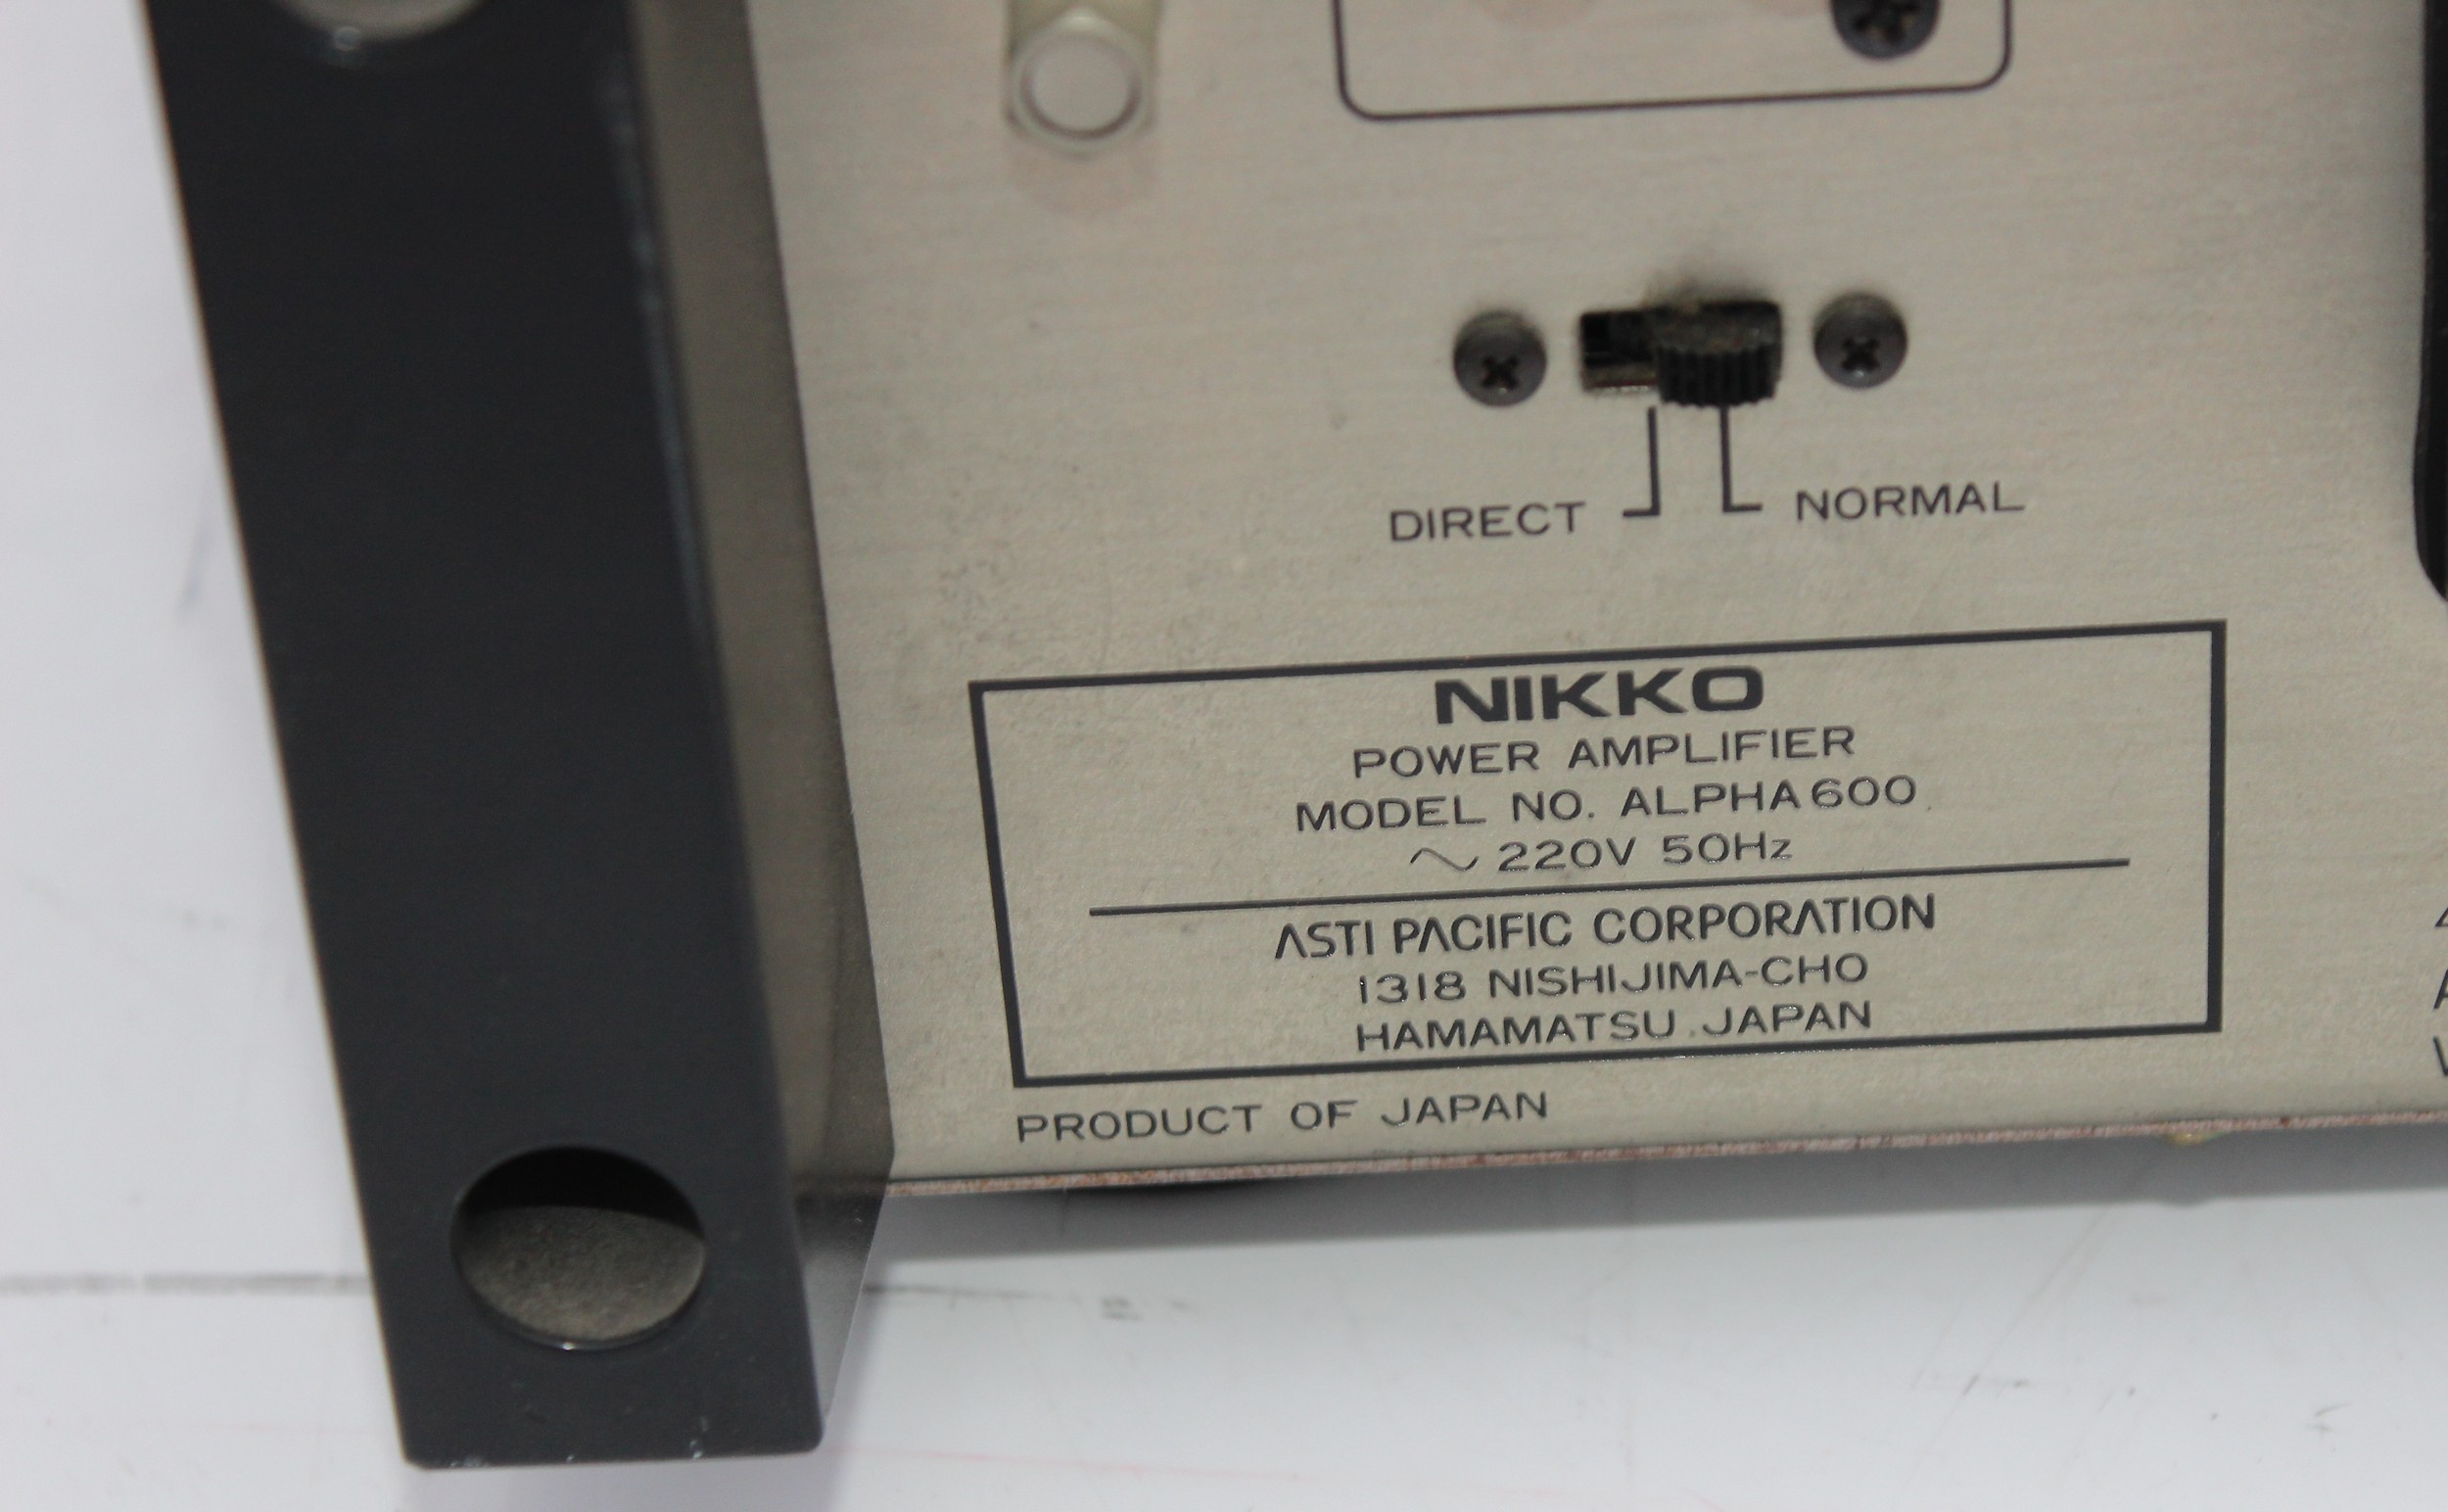 DIRECT NORMAL
NIKKO
POWER AMPLIFIER
MODEL NO. ALPHA600
~ 220V 50Hz
ASTI PACIFIC CORPORATION
1318 NISHIJIMA-CHO
HAMAMATSU.JAPAN
PRODUCT OF JAPAN